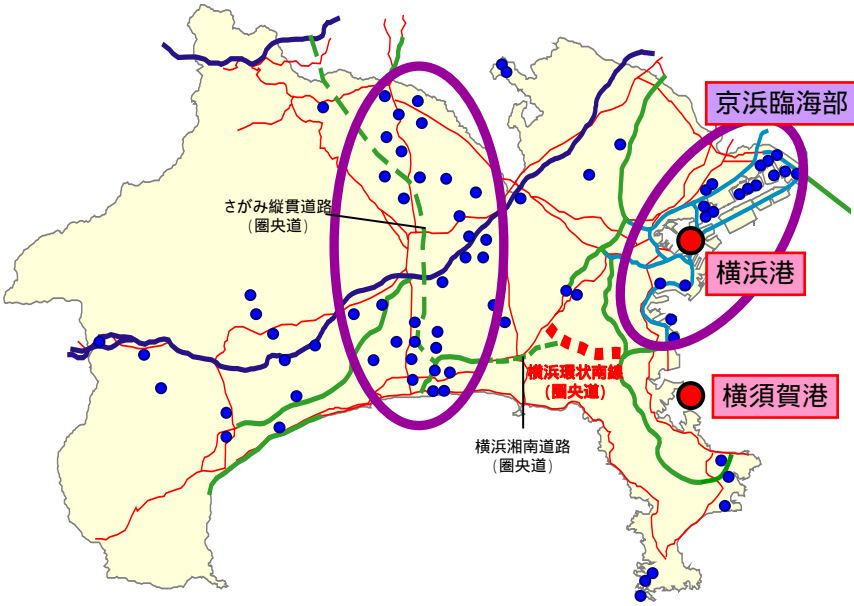 京浜臨海部
さがみ縦貫道路
(圏央道)
横浜港
横浜環状南線
(圏央道)
横須賀港
横浜湘南道路
(圏央道)